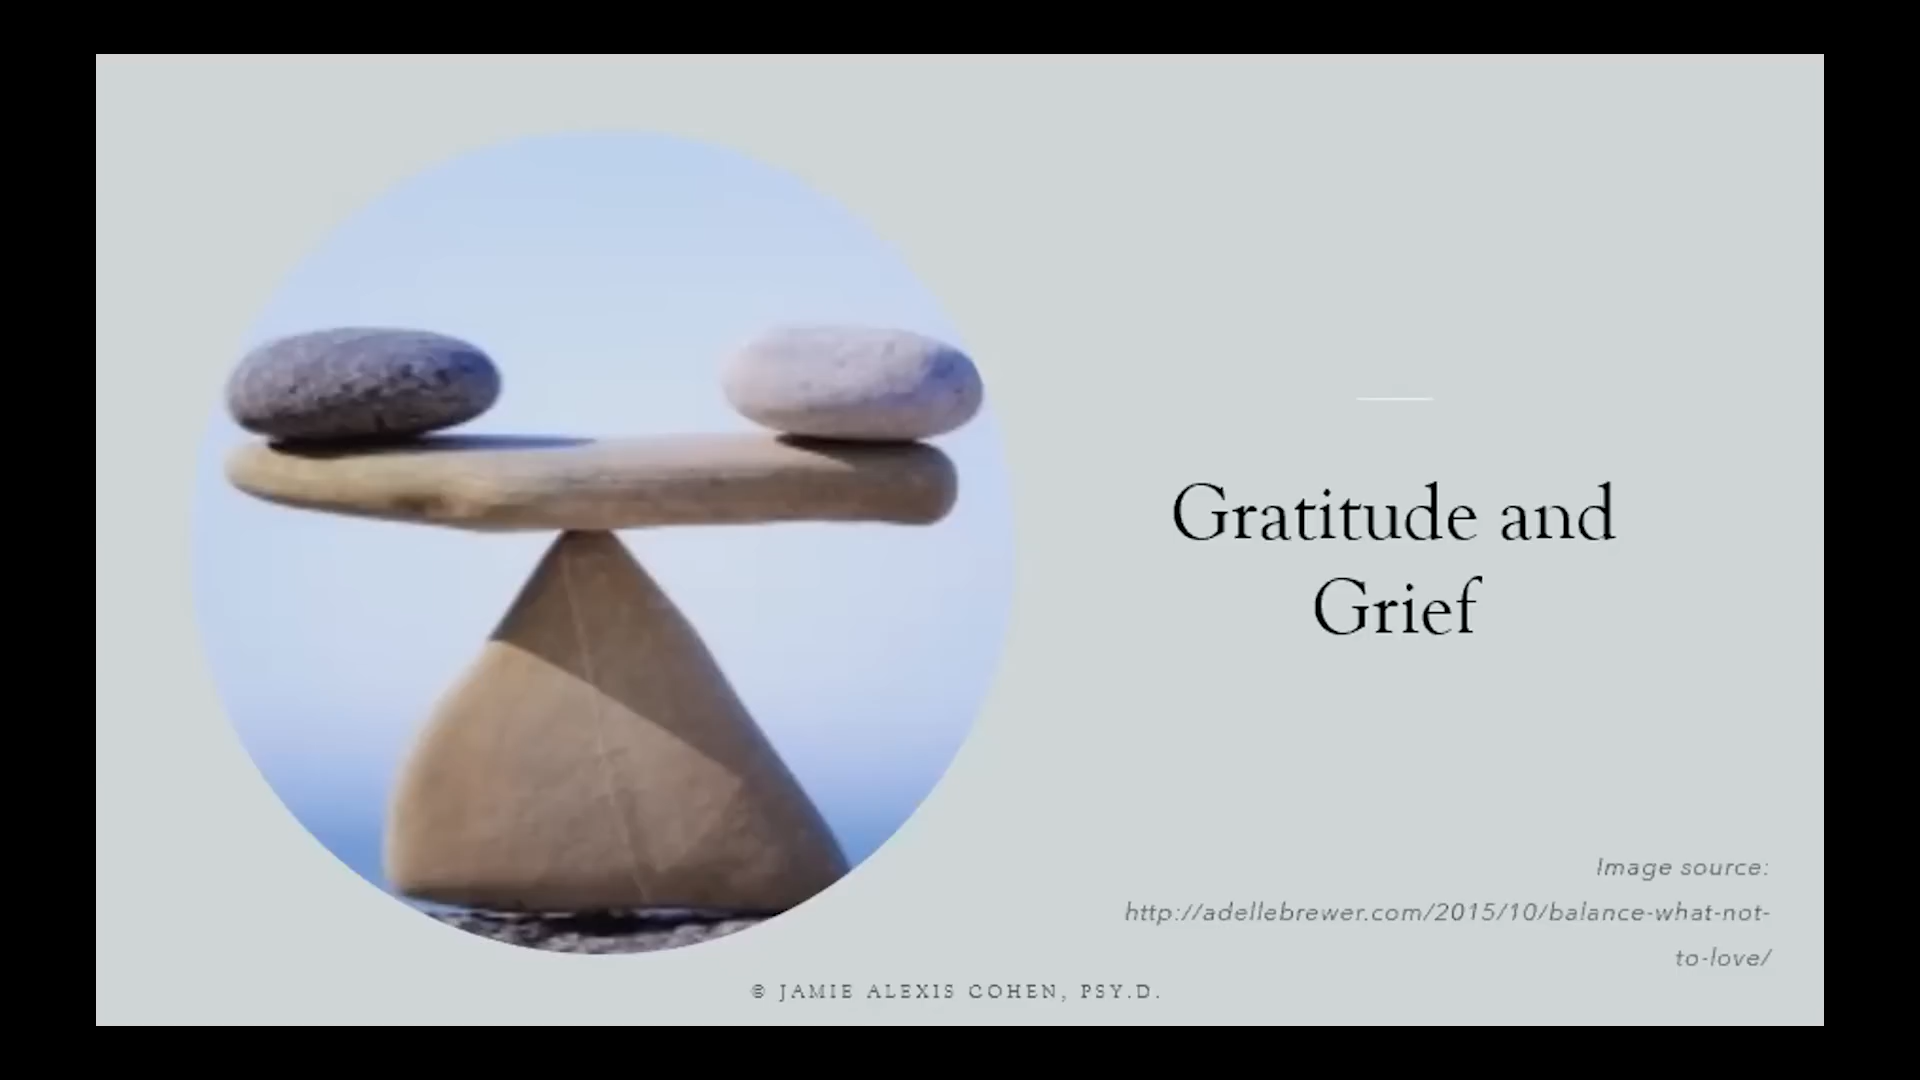 Gratitude and
Grief
Image source:
http://adellebrewer.com/2015/10/balance-what-not-
to-love/
© JAMIE ALEXIS COHEN, PSY.D.